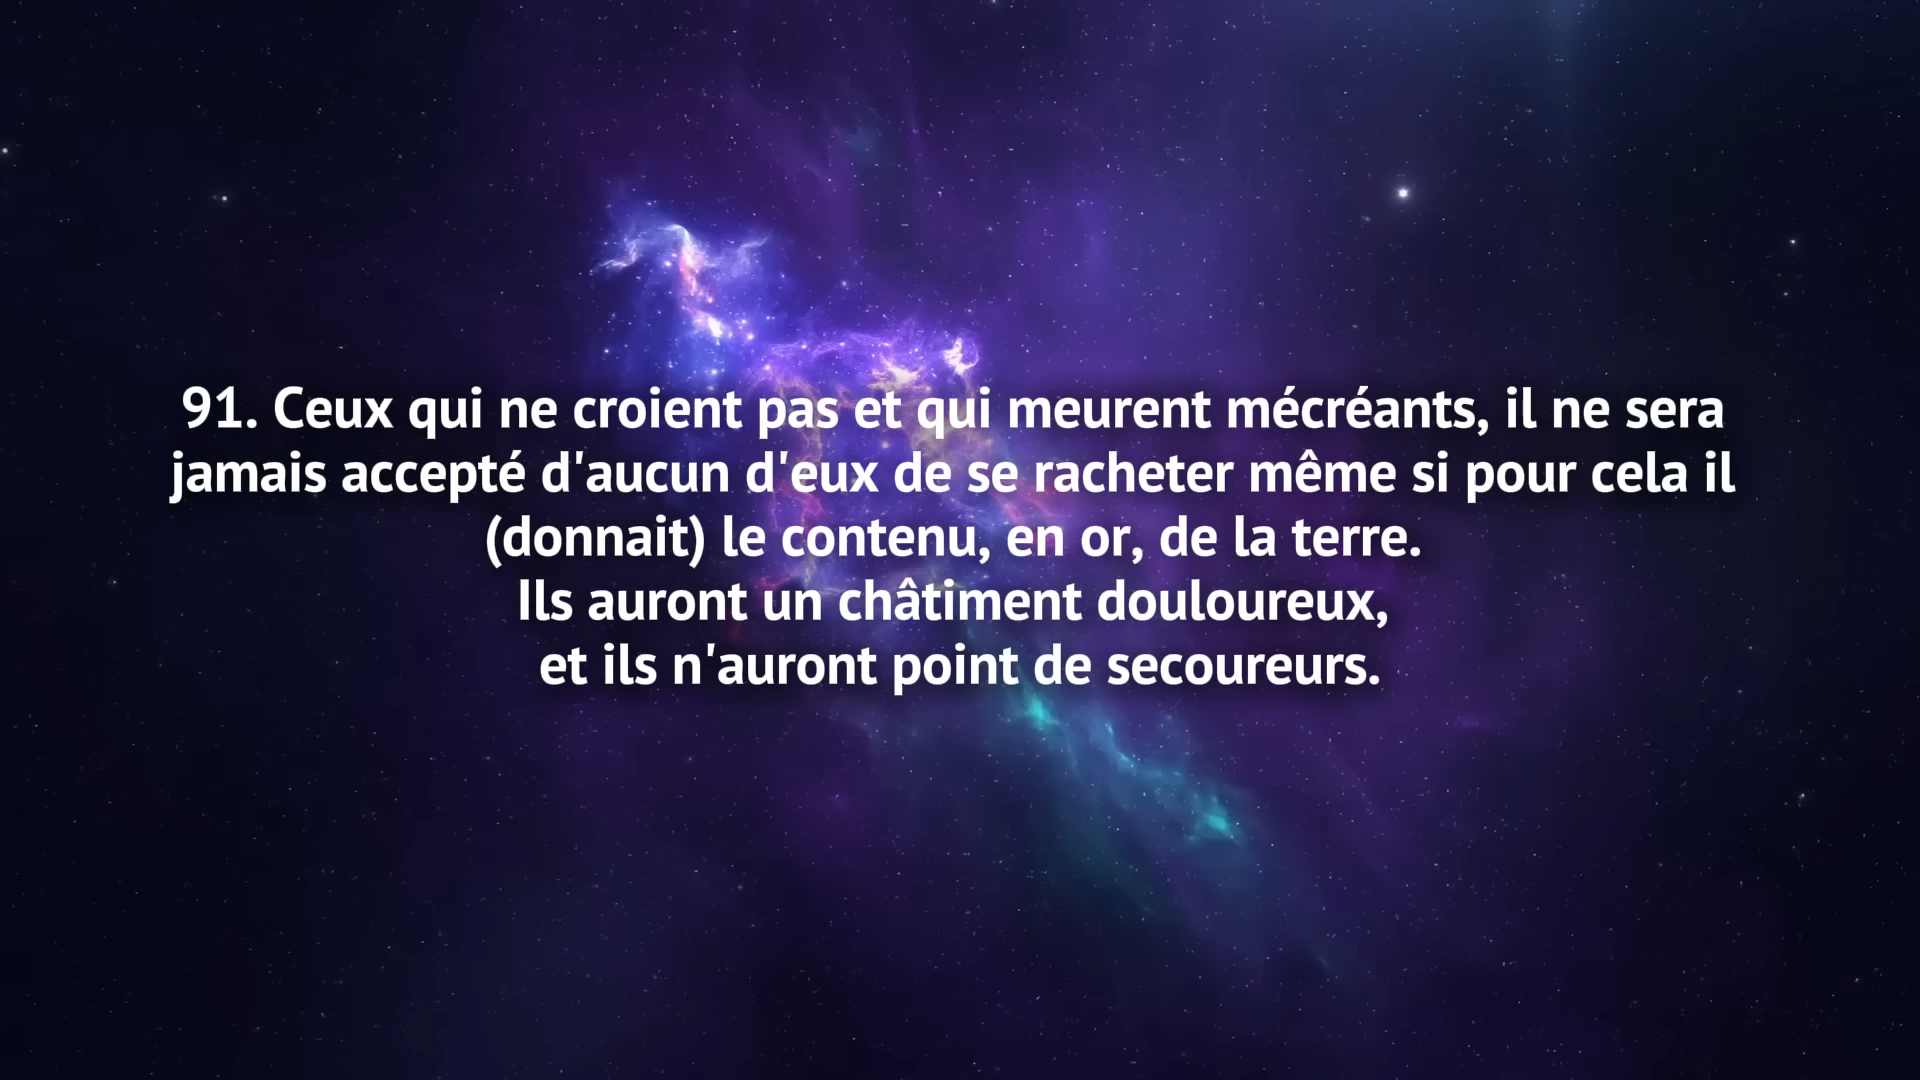 91. Ceux qui ne croient pas et qui meurent mécréants, il ne sera
jamais accepté d'aucun d'eux de se racheter même si pour cela il
(donnait) le contenu, en or, de la terre.
Ils auront un châtiment douloureux,
et ils n'auront point de secoureurs.